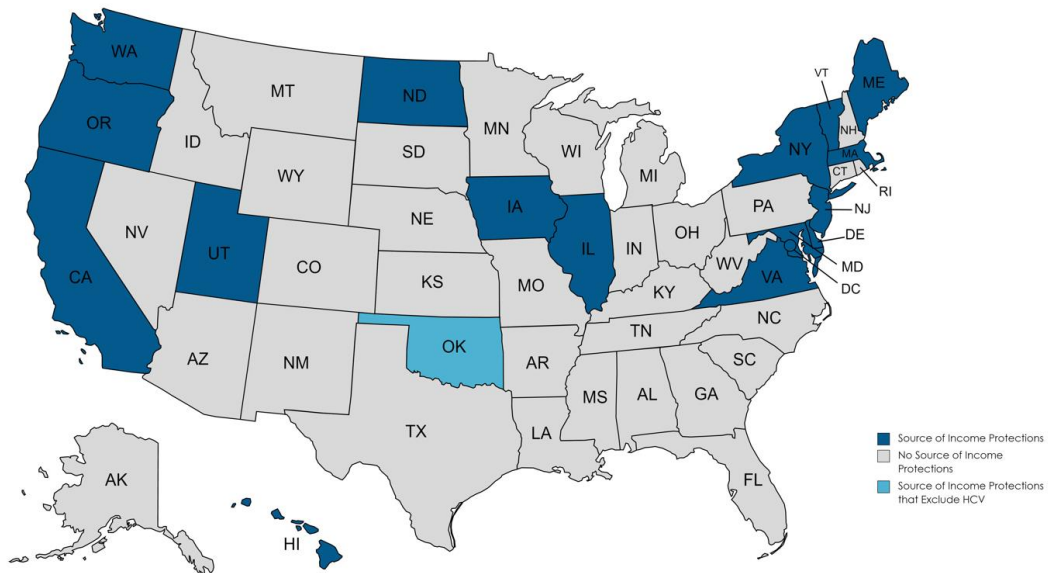 WA
MT
ND
VT
ME
OR
ID
MN
NH
SD
WI
NY
MA
WY
MI
CT
RI
IA
NE
PA
NJ
NV
UT
IL
IN
OH
DE
CA
CO
KS
MO
WV
VA
MD
KY
DC
NC
TN
AZ
NM
OK
AR
SC
MS
AL
GA
TX
LA
AK
FL
HI
Source of Income Protections
No Source of Income
Protections
Source of Income Protections
that Exclude HCV